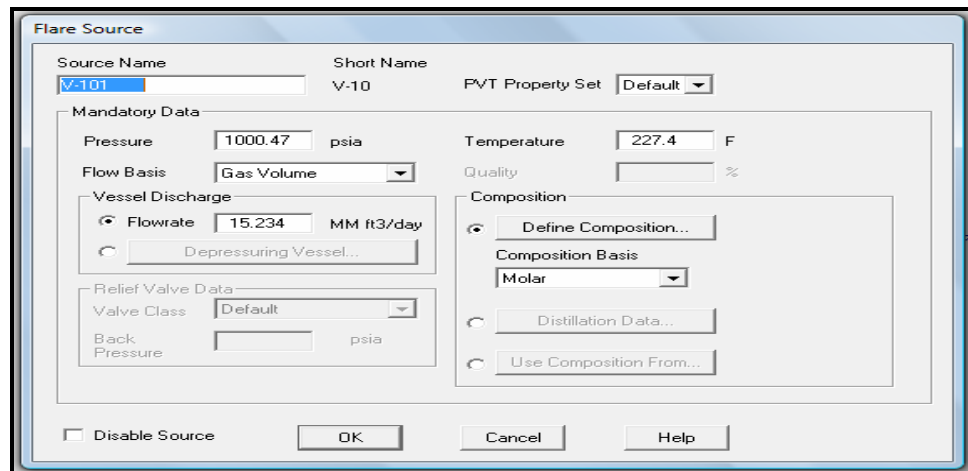 Flare Source
Source Name
Short Name
V-101
V-10
PVT Property Set
Default
Mandatory Data
Pressure
1000.47
psia
Temperature
227.4
F
Flow Basis
Gas Volume
Quality
%
Vessel Discharge
Flowrate
15.234
MM ft3/day
Depressuring Vessel...
Relief Valve Data
Valve Class
Default
Back
Pressure
psia
Composition
Define Composition...
Composition Basis
Molar
Distillation Data...
Use Composition From...
Disable Source
OK
Cancel
Help